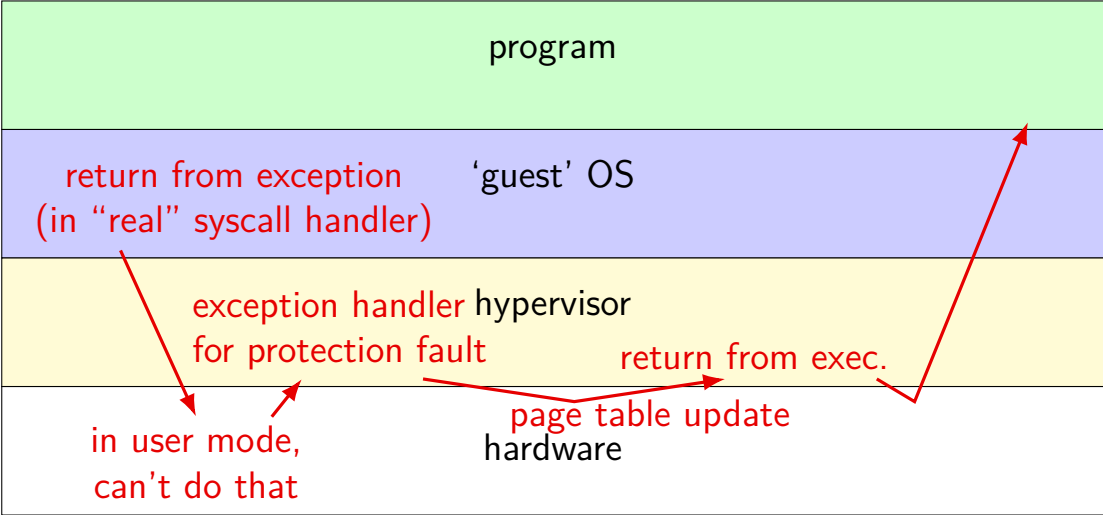 program
return from exception
(in “real” syscall handler)
‘guest’ OS
exception handler
for protection fault
hypervisor
return from exec.
page table update
in user mode,
can't do that
hardware